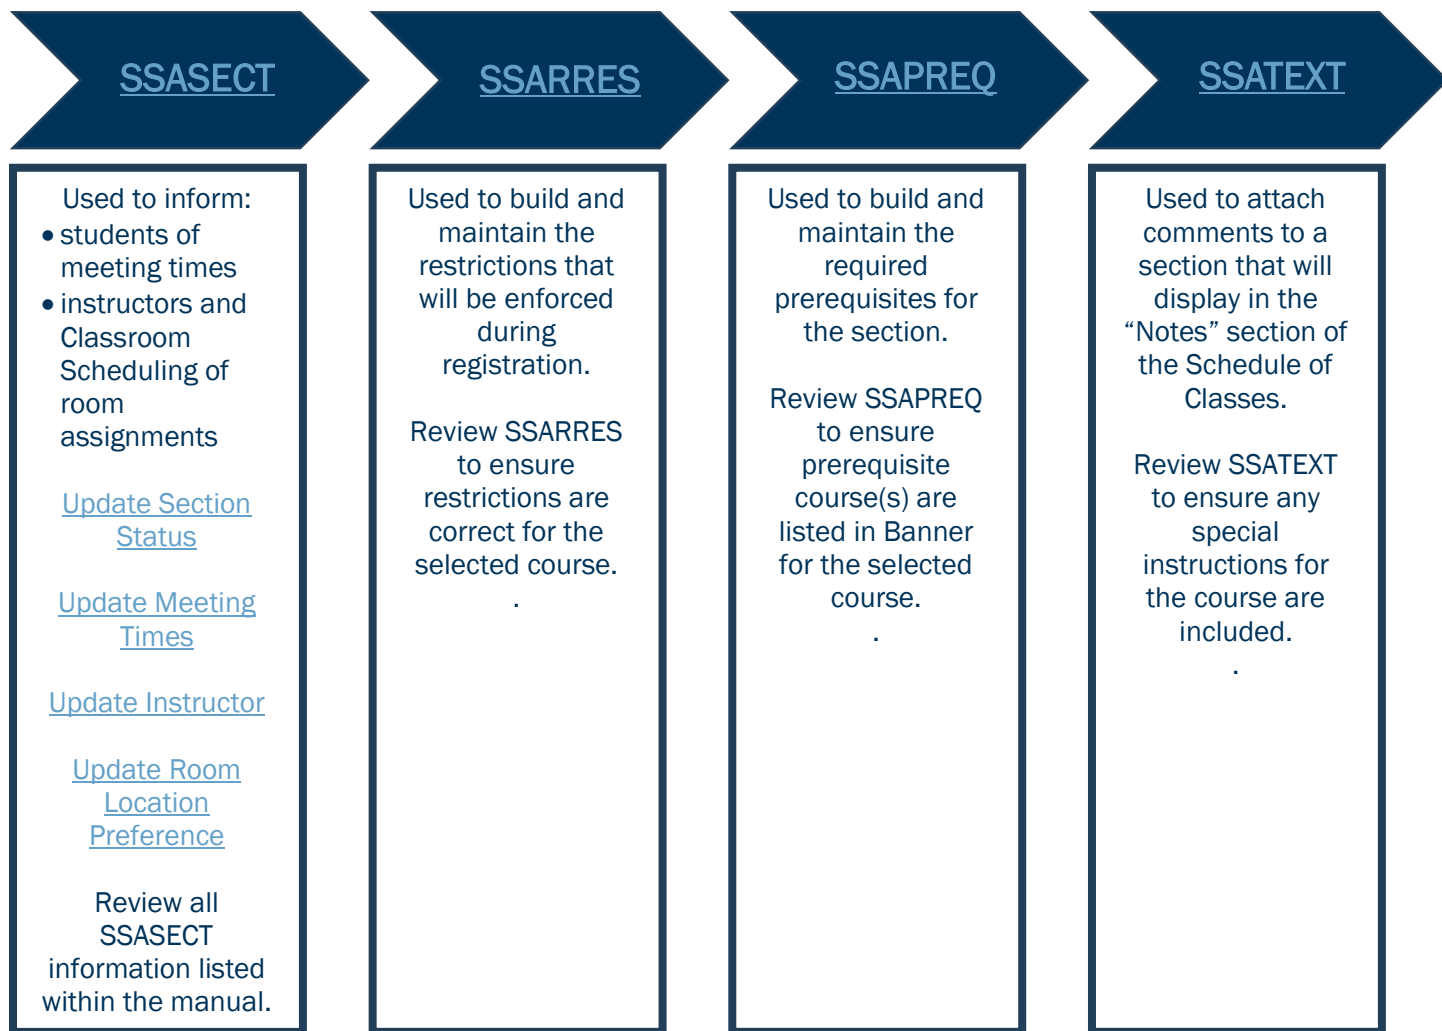 SSASECT
SSARRES
SSAPREQ
SSATEXT
Used to inform:
• students of
meeting times
• instructors and
Classroom
Scheduling of
room
assignments
Update Section
Status
Update Meeting
Times
Update Instructor
Update Room
Location
Preference
Review all
SSASECT
information listed
within the manual.
Used to build and
maintain the
restrictions that
will be enforced
during
registration.
Review SSARRES
to ensure
restrictions are
correct for the
selected course.
.
Used to build and
maintain the
required
prerequisites for
the section.
Review SSAPREQ
to ensure
prerequisite
course(s) are
listed in Banner
for the selected
course.
.
Used to attach
comments to a
section that will
display in the
“Notes” section of
the Schedule of
Classes.
Review SSATEXT
to ensure any
special
instructions for
the course are
included.
.